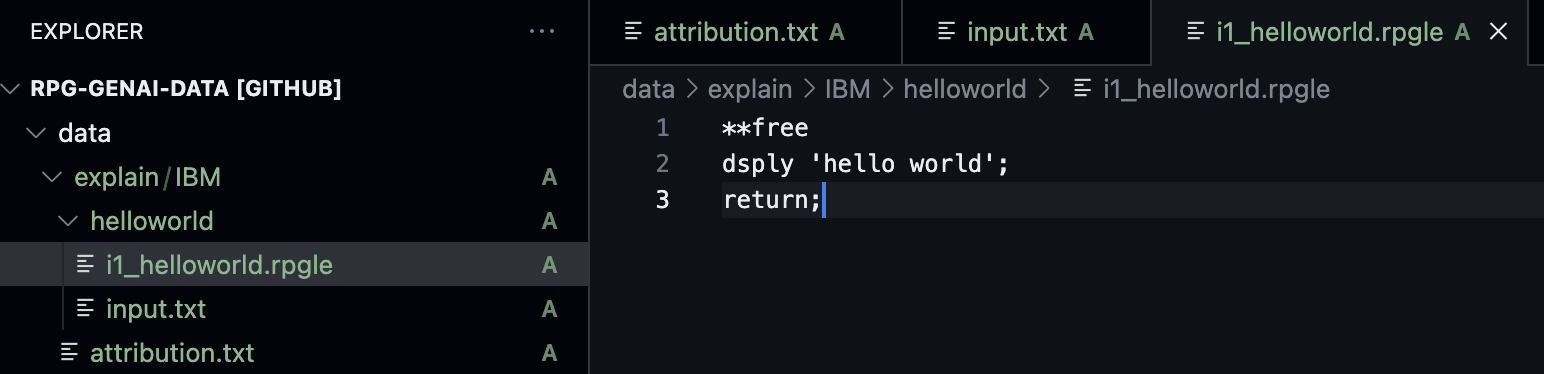 EXPLORER ...
RPG-GENAI-DATA [GITHUB]
data
explain/IBM A
helloworld A
i1_helloworld.rpgle A
input.txt A
attribution.txt A
attribution.txt A input.txt A i1_helloworld.rpgle A
data > explain > IBM > helloworld > i1_helloworld.rpgle
1 **free
2 dsply 'hello world';
3 return;